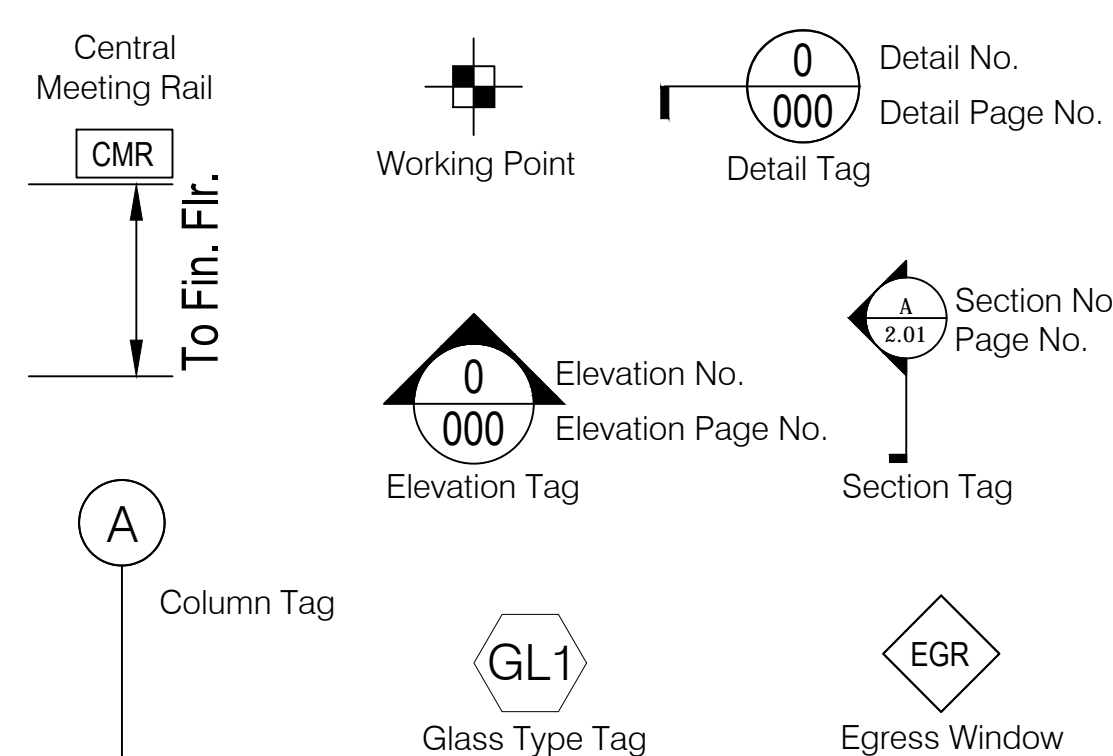 Central
Meeting Rail
CMR
To Fin. Flr.
Working Point
0
000
Detail No.
Detail Page No.
Detail Tag
0
000
Elevation No.
Elevation Page No.
Elevation Tag
A
2.01
Section No
Page No.
Section Tag
A
Column Tag
GL1
Glass Type Tag
EGR
Egress Window